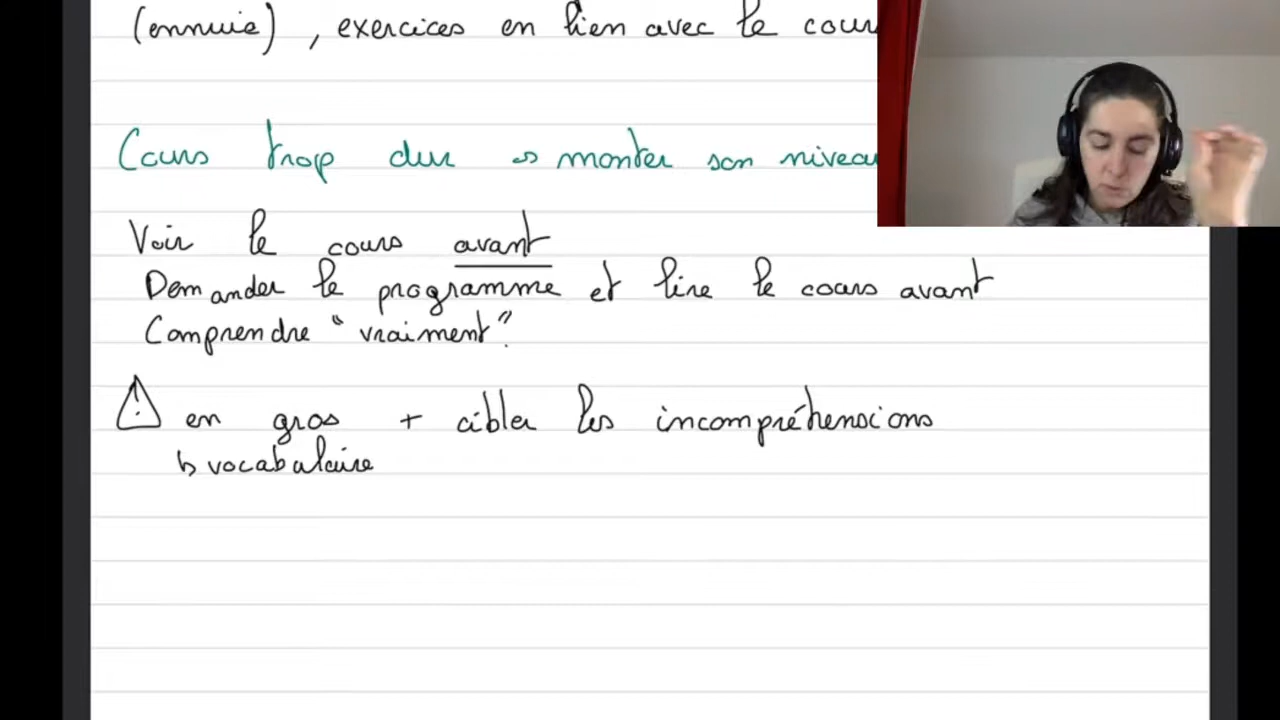 (ennuie), exercices en lien avec le cour
Cours trop dur ⇒ monter son niveau
Voir le cours avant
Demander le programme et lire le cours avant
Comprendre "vraiment"?
⚠ en gros + cibler les incompréhensions
↳ vocabulaire